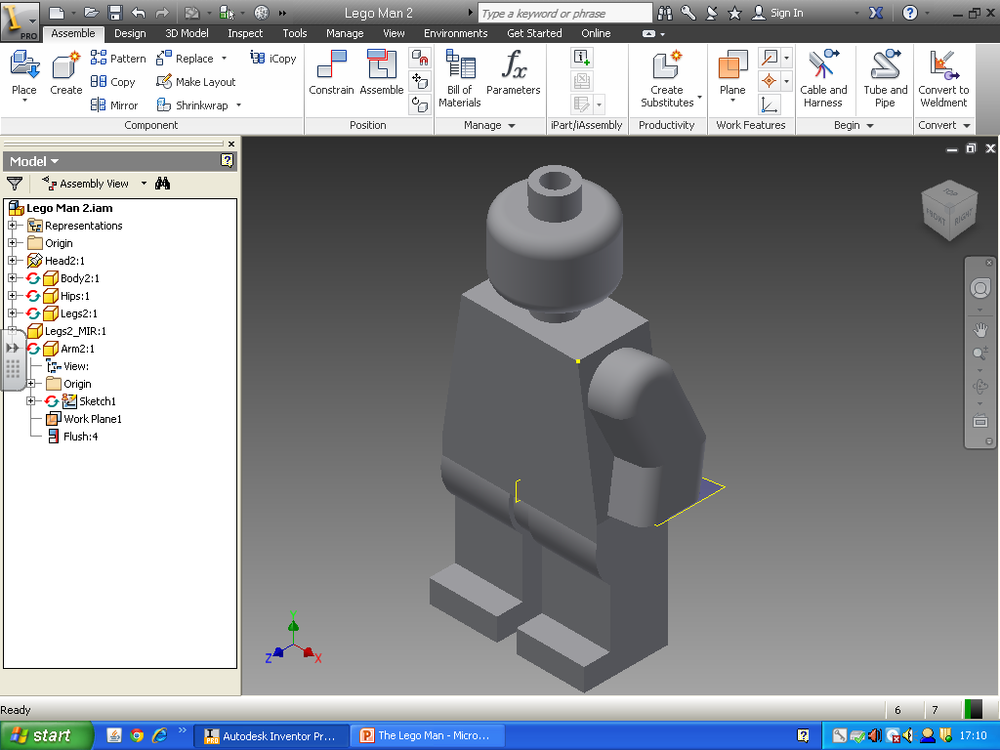 PRO
Lego Man 2
Type a keyword or phrase
Sign In
Assemble Design 3D Model Inspect Tools Manage View Environments Get Started Online
Place
Create
Pattern
Copy
Mirror
Replace
Make Layout
Shrinkwrap
iCopy
Component
Constrain
Assemble
Position
Bill of Materials
Parameters
Manage
iPart/iAssembly
Create Substitutes
Productivity
Plane
Work Features
Cable and Harness
Tube and Pipe
Begin
Convert to Weldment
Convert
Model
Assembly View
Lego Man 2.iam
Representations
Origin
Head2:1
Body2:1
Hips:1
Legs2:1
Legs2_MIR:1
Arm2:1
View:
Origin
Sketch1
Work Plane1
Flush:4
TOP
FRONT
RIGHT
Y
Z
X
Ready
6
7
start
Autodesk Inventor Pr...
The Lego Man - Micro...
17:10